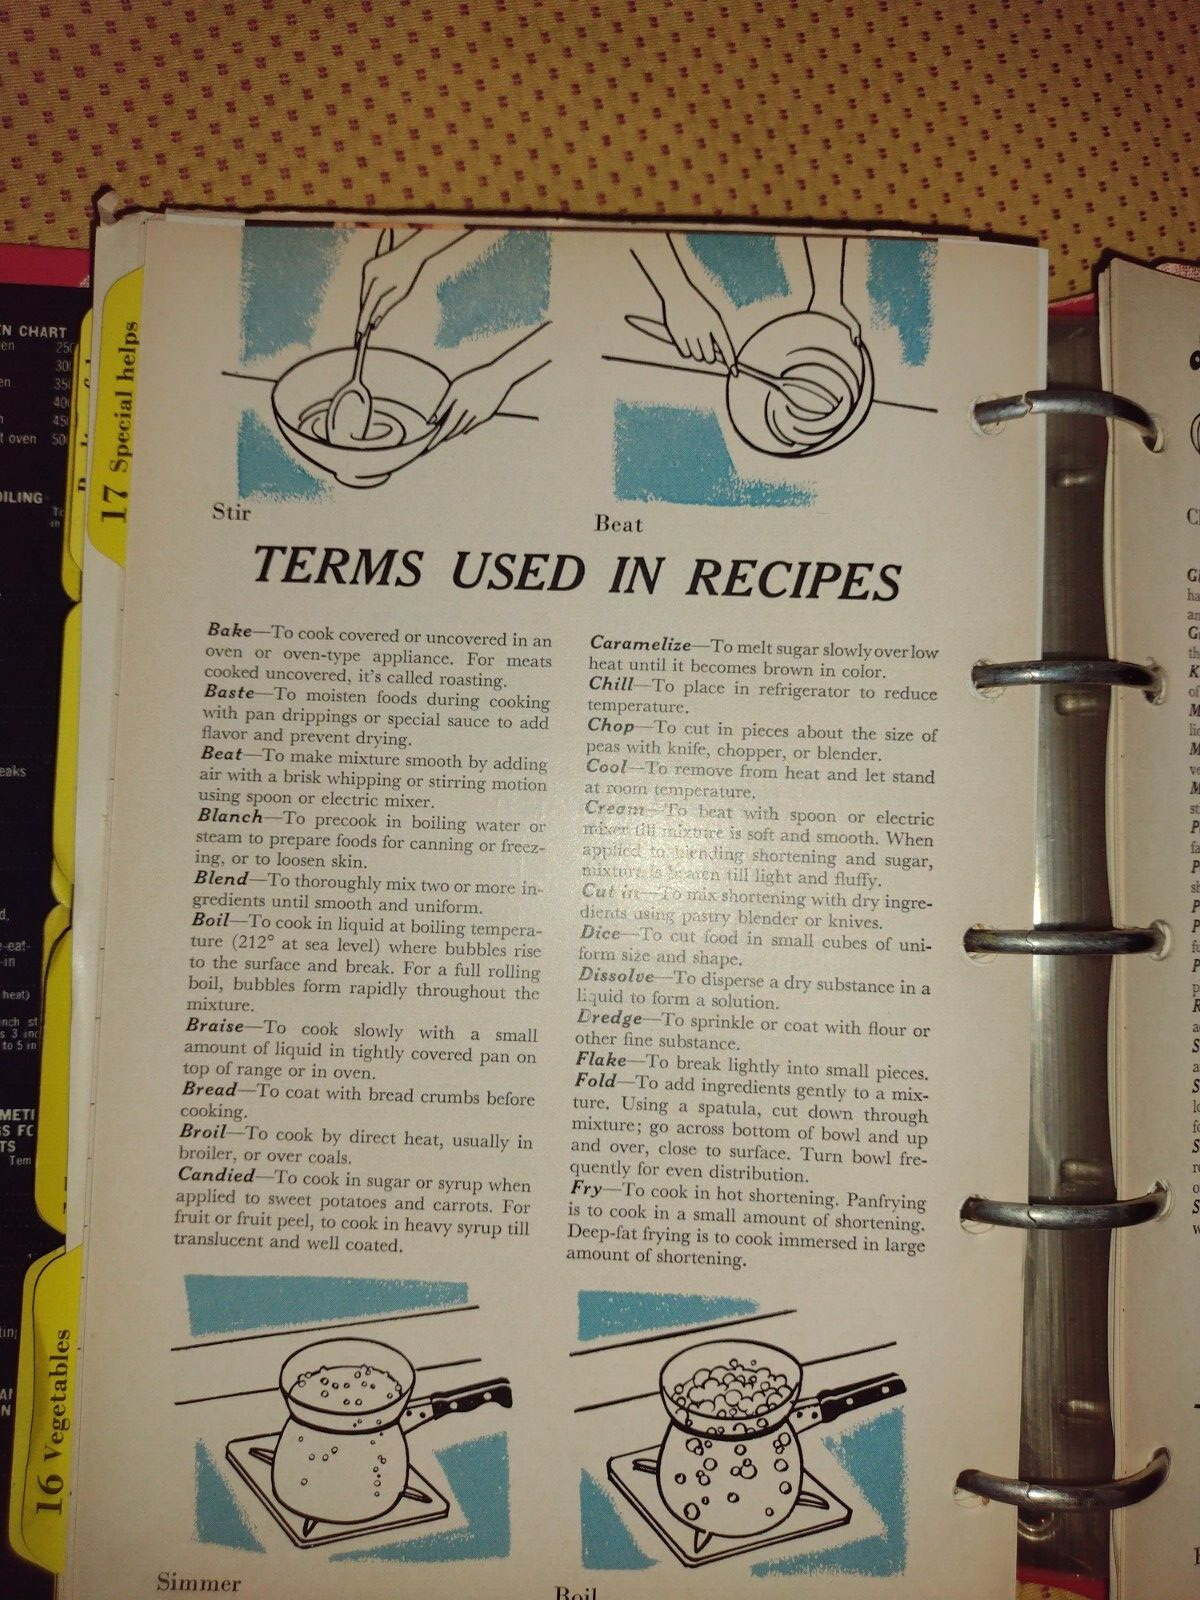 Stir
Beat
TERMS USED IN RECIPES
Bake—To cook covered or uncovered in an
oven or oven-type appliance. For meats
cooked uncovered, it's called roasting.
Baste—To moisten foods during cooking
with pan drippings or special sauce to add
flavor and prevent drying.
Beat—To make mixture smooth by adding
air with a brisk whipping or stirring motion
using spoon or electric mixer.
Blanch—To precook in boiling water or
steam to prepare foods for canning or freez-
ing, or to loosen skin.
Blend—To thoroughly mix two or more in-
gredients until smooth and uniform.
Boil—To cook in liquid at boiling tempera-
ture (212° at sea level) where bubbles rise
to the surface and break. For a full rolling
boil, bubbles form rapidly throughout the
mixture.
Braise—To cook slowly with a small
amount of liquid in tightly covered pan on
top of range or in oven.
Bread—To coat with bread crumbs before
cooking.
Broil—To cook by direct heat, usually in
broiler, or over coals.
Candied—To cook in sugar or syrup when
applied to sweet potatoes and carrots. For
fruit or fruit peel, to cook in heavy syrup till
translucent and well coated.
Caramelize—To melt sugar slowly over low
heat until it becomes brown in color.
Chill—To place in refrigerator to reduce
temperature.
Chop—To cut in pieces about the size of
peas with knife, chopper, or blender.
Cool—To remove from heat and let stand
at room temperature.
Cream—To beat with spoon or electric
mixer till mixture is soft and smooth. When
applied to blending shortening and sugar,
mixture is beaten till light and fluffy.
Cut in—To mix shortening with dry ingre-
dients using pastry blender or knives.
Dice—To cut food in small cubes of uni-
form size and shape.
Dissolve—To disperse a dry substance in a
liquid to form a solution.
Dredge—To sprinkle or coat with flour or
other fine substance.
Flake—To break lightly into small pieces.
Fold—To add ingredients gently to a mix-
ture. Using a spatula, cut down through
mixture; go across bottom of bowl and up
and over, close to surface. Turn bowl fre-
quently for even distribution.
Fry—To cook in hot shortening. Panfrying
is to cook in a small amount of shortening.
Deep-fat frying is to cook immersed in large
amount of shortening.
Simmer
Boil
17 Special helps
16 Vegetables
EN CHART
t oven 500
OILING
heat)